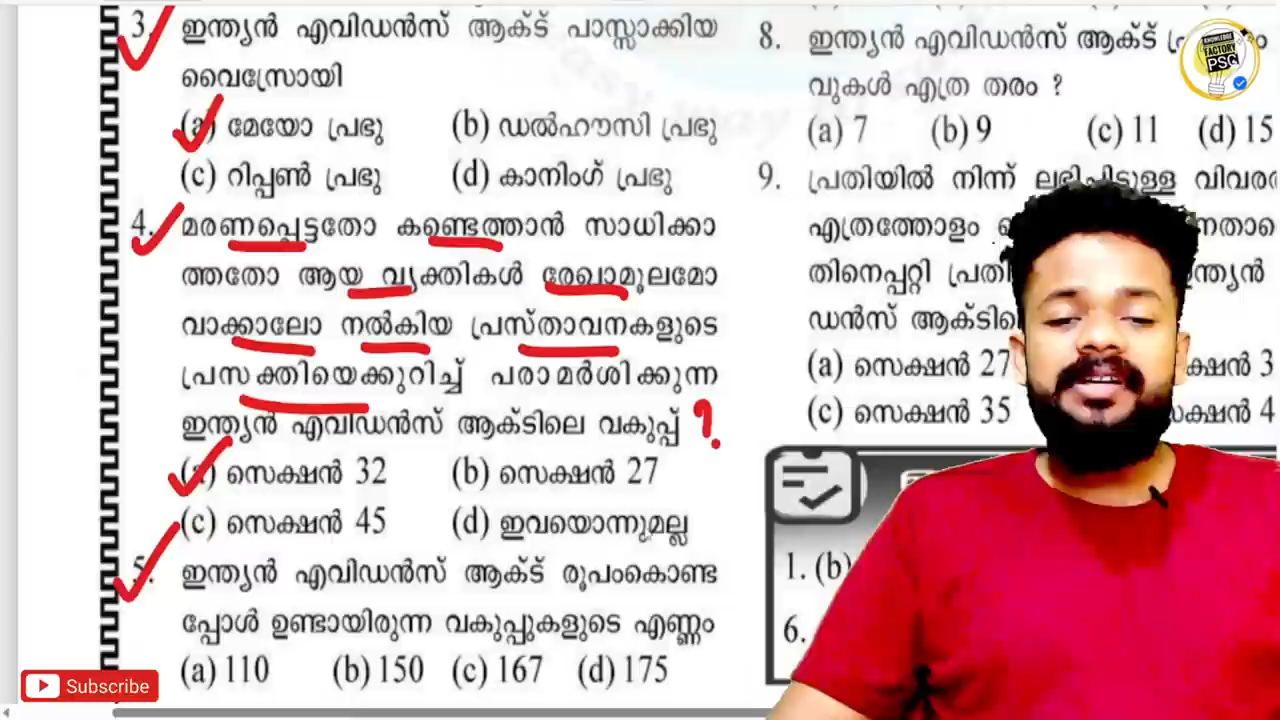 3. ഇന്ത്യൻ എവിഡൻസ് ആക്ട് പാസ്സാക്കിയ
വൈസ്രോയി
(a) മേയോ പ്രഭു (b) ഡൽഹൗസി പ്രഭു
(c) റിപ്പൺ പ്രഭു (d) കാനിംഗ് പ്രഭു
4. മരണപ്പെട്ടതോ കണ്ടെത്താൻ സാധിക്കാ
ത്തതോ ആയ വ്യക്തികൾ രേഖാമൂലമോ
വാക്കാലോ നൽകിയ പ്രസ്താവനകളുടെ
പ്രസക്തിയെക്കുറിച്ച് പരാമർശിക്കുന്ന
ഇന്ത്യൻ എവിഡൻസ് ആക്ടിലെ വകുപ്പ് ?
(a) സെക്ഷൻ 32 (b) സെക്ഷൻ 27
(c) സെക്ഷൻ 45 (d) ഇവയൊന്നുമല്ല
5. ഇന്ത്യൻ എവിഡൻസ് ആക്ട് രൂപംകൊണ്ട
പ്പോൾ ഉണ്ടായിരുന്ന വകുപ്പുകളുടെ എണ്ണം
(a) 110 (b) 150 (c) 167 (d) 175
8. ഇന്ത്യൻ എവിഡൻസ് ആക്ട്
വുകൾ എത്ര തരം ?
(a) 7 (b) 9 (c) 11 (d) 15
9. പ്രതിയിൽ നിന്ന് ലഭിച്ചിട്ടുള്ള
എത്രത്തോളം
തിനെപ്പറ്റി
ഡൻസ്
(a) സെക്ഷൻ 27
(c) സെക്ഷൻ 35
1. (b)
6.
KNOWLEDGE
FACTORY
PSC
Subscribe